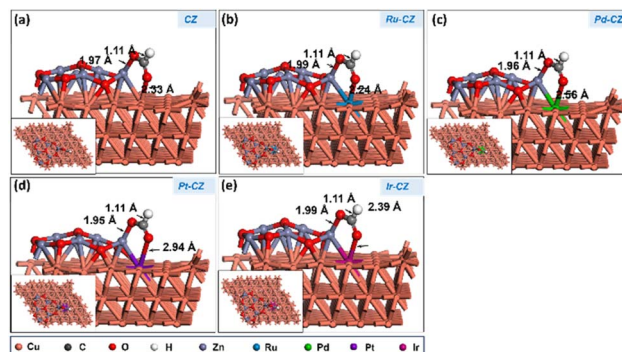 (a) CZ
1.11 Å
1.97 Å
2.33 Å
(b) Ru-CZ
1.11 Å
1.99 Å
2.24 Å
(c) Pd-CZ
1.11 Å
1.96 Å
2.56 Å
(d) Pt-CZ
1.11 Å
1.95 Å
2.94 Å
(e) Ir-CZ
1.11 Å
2.39 Å
1.99 Å
Cu C O H Zn Ru Pd Pt Ir